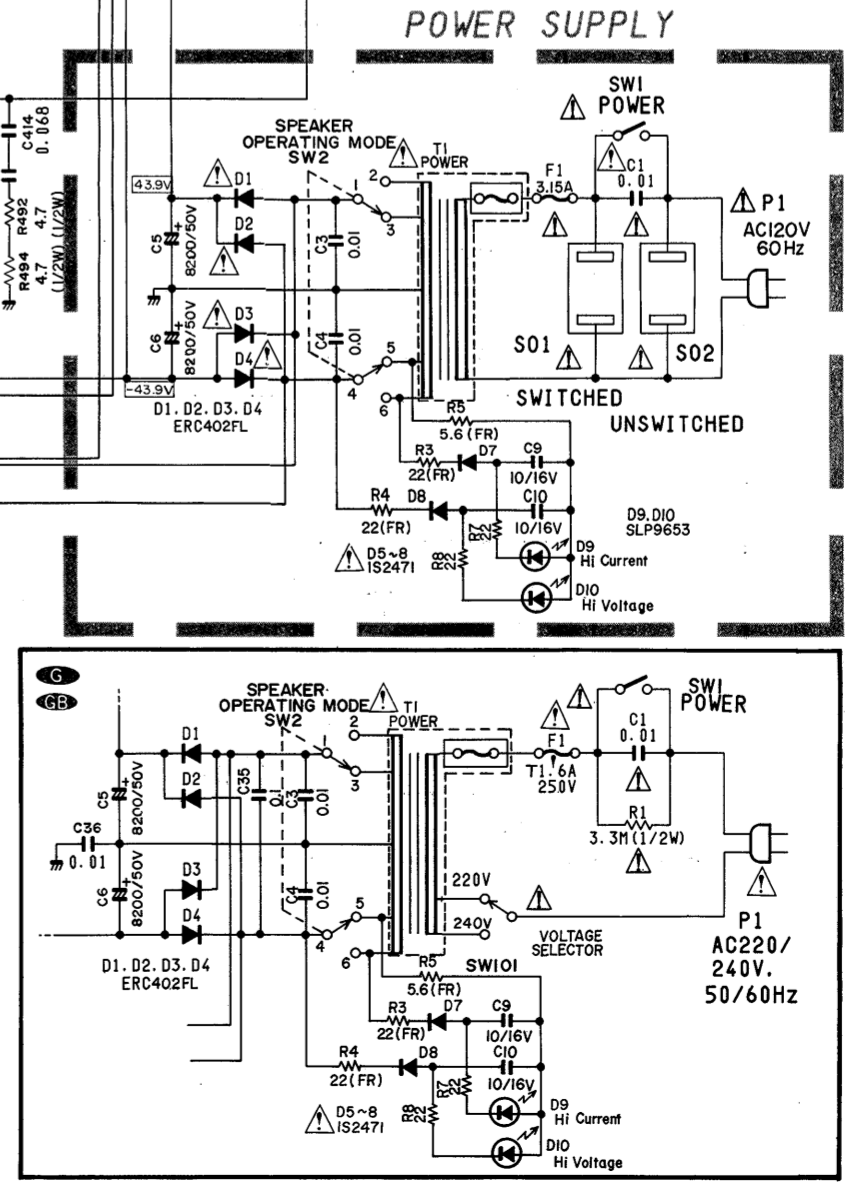 POWER SUPPLY
C414
0.068
R492
4.7
(1/2W)
R494
4.7
(1/2W)
SPEAKER
OPERATING MODE
SW2
T1
POWER
SW1
POWER
F1
3.15A
C1
0.01
P1
AC120V
60Hz
43.9V
D1
D2
C5
8200/50V
C3
0.01
1
2
3
D3
D4
C6
8200/50V
C4
0.01
4
5
6
-43.9V
D1.D2.D3.D4
ERC402FL
SO1
SO2
SWITCHED
UNSWITCHED
R5
5.6(FR)
R3
22(FR)
D7
C9
10/16V
R4
22(FR)
D8
C10
10/16V
R7
22
R8
22
D9.D10
SLP9653
D5~8
1S2471
D9
Hi Current
D10
Hi Voltage
G
GB
SPEAKER
OPERATING MODE
SW2
T1
POWER
SW1
POWER
F1
T1.6A
250V
C1
0.01
R1
3.3M(1/2W)
D1
D2
C5
8200/50V
C35
0.1
C3
0.01
1
2
3
C36
0.01
D3
D4
C6
8200/50V
C4
0.01
4
5
6
D1.D2.D3.D4
ERC402FL
220V
240V
VOLTAGE
SELECTOR
SW101
P1
AC220/
240V.
50/60Hz
R5
5.6(FR)
R3
22(FR)
D7
C9
10/16V
R4
22(FR)
D8
C10
10/16V
R7
22
R8
22
D5~8
1S2471
D9
Hi Current
D10
Hi Voltage